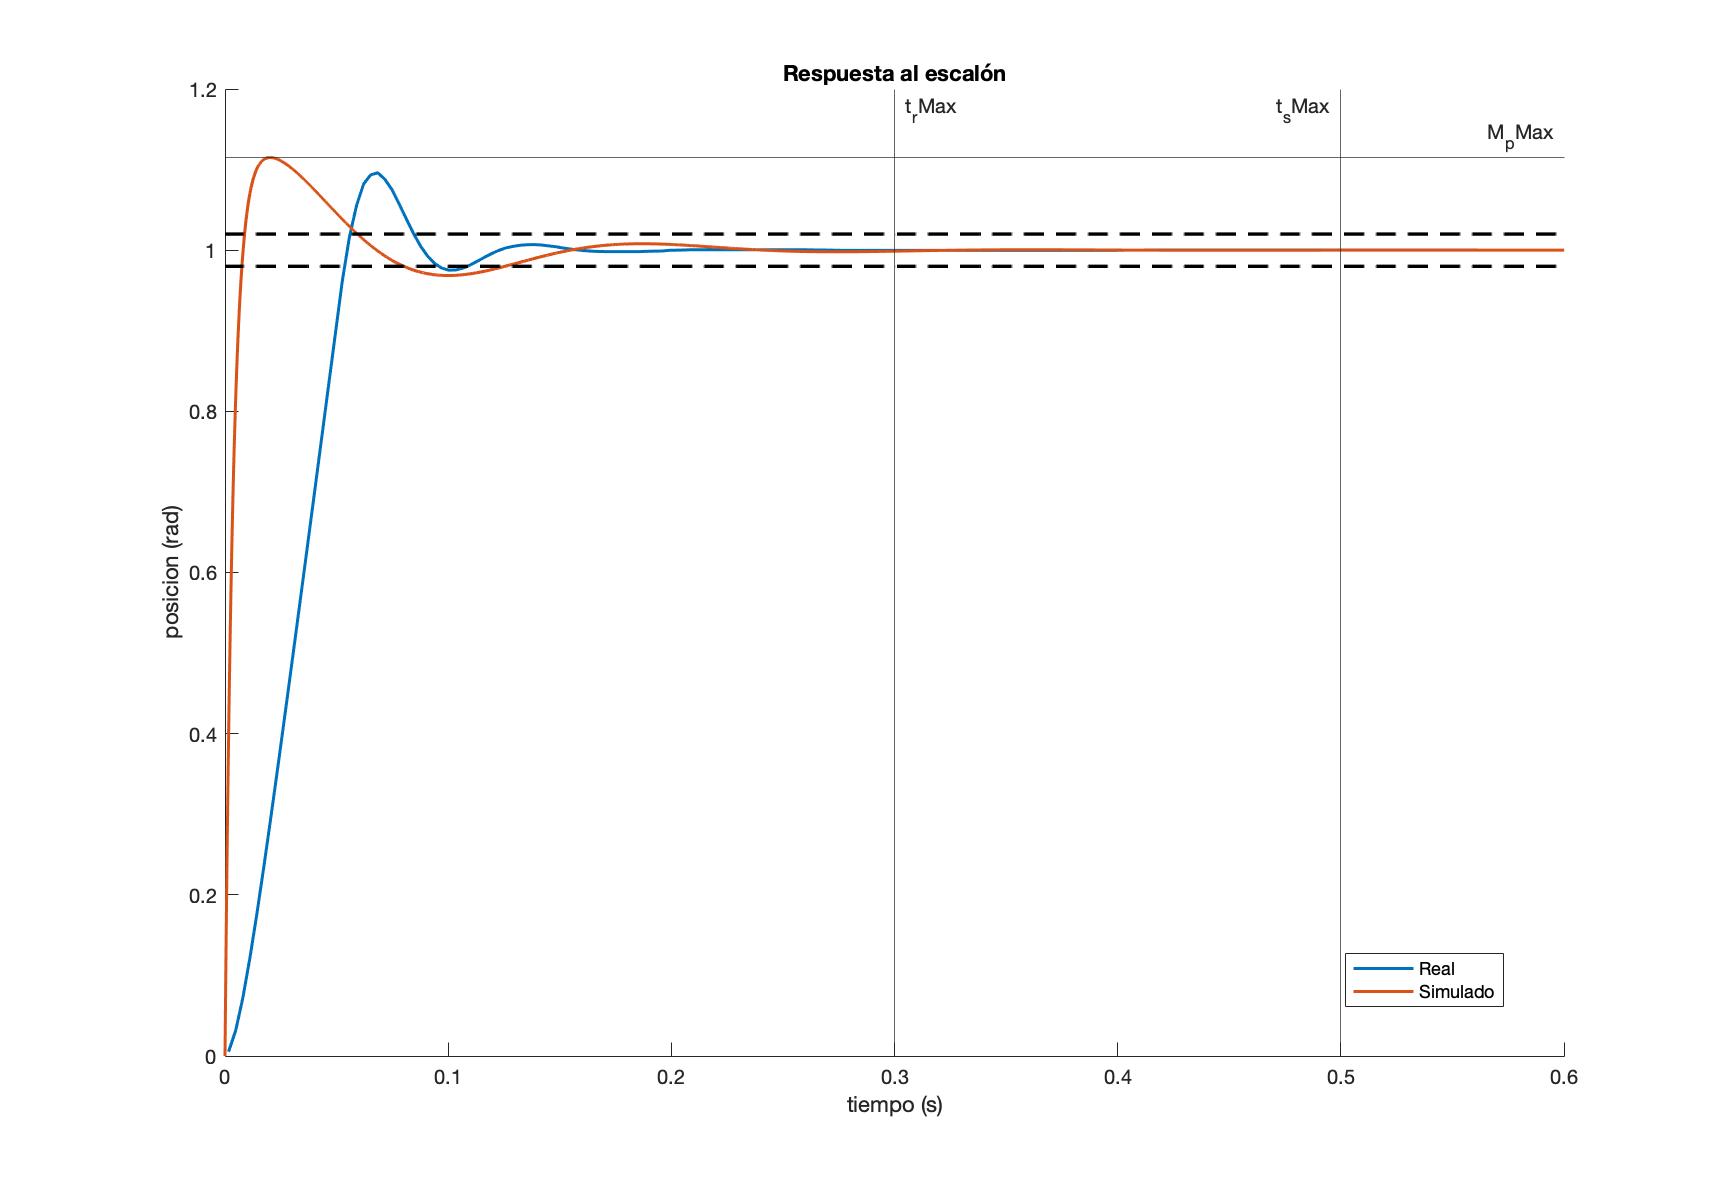 Respuesta al escalón
1.2
t_rMax
t_sMax
M_pMax
1
0.8
0.6
0.4
0.2
0
posicion (rad)
Real
Simulado
0 0.1 0.2 0.3 0.4 0.5 0.6
tiempo (s)